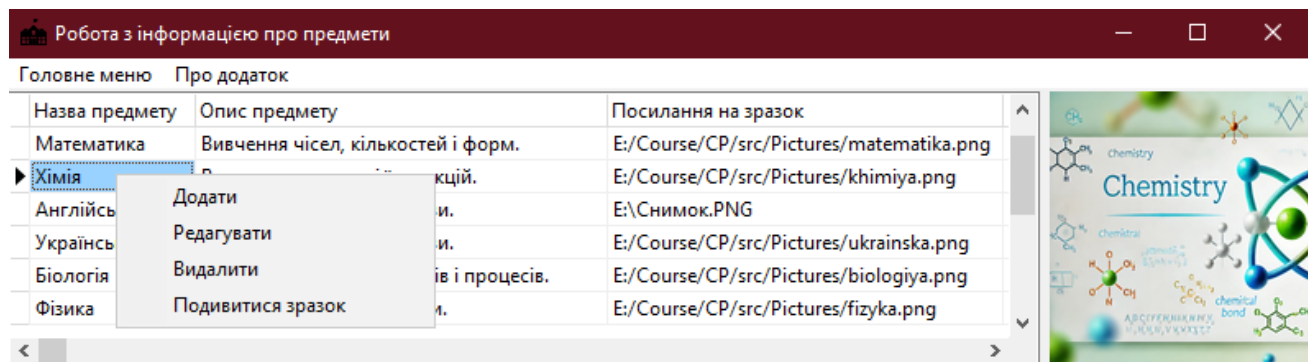 Робота з інформацією про предмети
Головне меню Про додаток
Назва предмету Опис предмету Посилання на зразок
Математика Вивчення чисел, кількостей і форм. E:/Course/CP/src/Pictures/matematika.png
Хімія кцій. E:/Course/CP/src/Pictures/khimiya.png
Додати
Англійсь и. E:\Снимок.PNG
Редагувати
Українсь ви. E:/Course/CP/src/Pictures/ukrainska.png
Видалити
Біологія ів і процесів. E:/Course/CP/src/Pictures/biologiya.png
Подивитися зразок
Фізика и. E:/Course/CP/src/Pictures/fizyka.png
Chemistry
Chemistry
Chemistral
chemitcal
bond